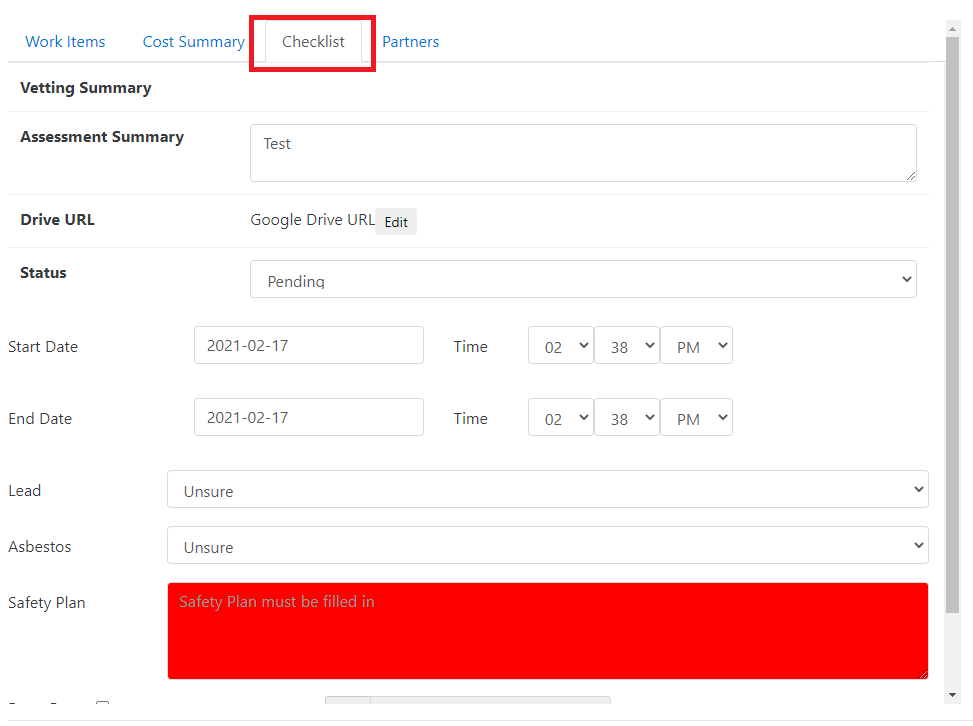 Work Items Cost Summary Checklist Partners
Vetting Summary
Assessment Summary Test
Drive URL Google Drive URL Edit
Status Pending
Start Date 2021-02-17 Time 02 38 PM
End Date 2021-02-17 Time 02 38 PM
Lead Unsure
Asbestos Unsure
Safety Plan Safety Plan must be filled in